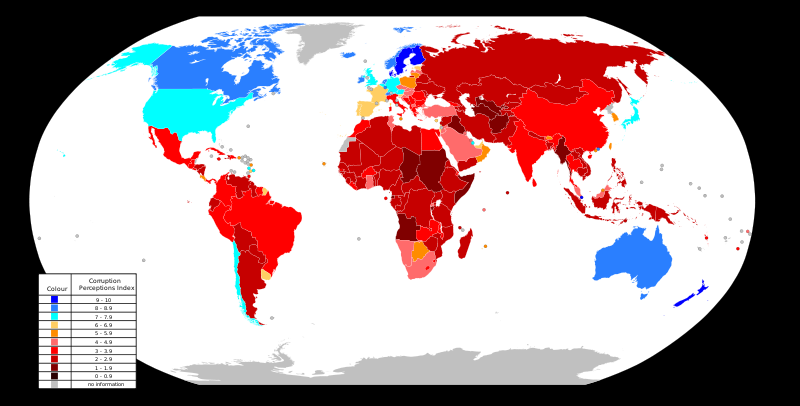 Colour
Corruption
Perceptions Index
9 - 10
8 - 8.9
7 - 7.9
6 - 6.9
5 - 5.9
4 - 4.9
3 - 3.9
2 - 2.9
1 - 1.9
0 - 0.9
no information